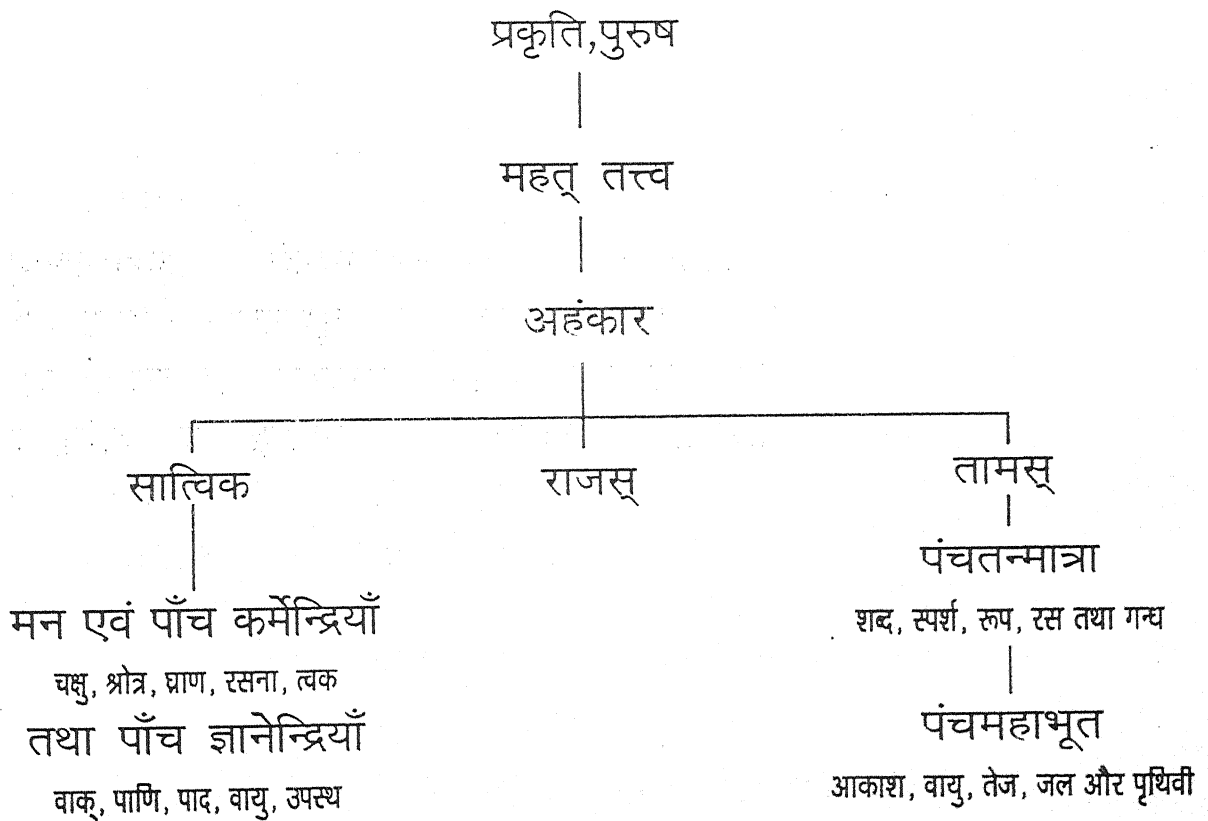 प्रकृति,पुरुष
महत् तत्त्व
अहंकार
सात्विक
राजस्
तामस्
मन एवं पाँच कर्मेन्द्रियाँ
चक्षु, श्रोत्र, घ्राण, रसना, त्वक
तथा पाँच ज्ञानेन्द्रियाँ
वाक्, पाणि, पाद, वायु, उपस्थ
पंचतन्मात्रा
शब्द, स्पर्श, रूप, रस तथा गन्ध
पंचमहाभूत
आकाश, वायु, तेज, जल और पृथिवी